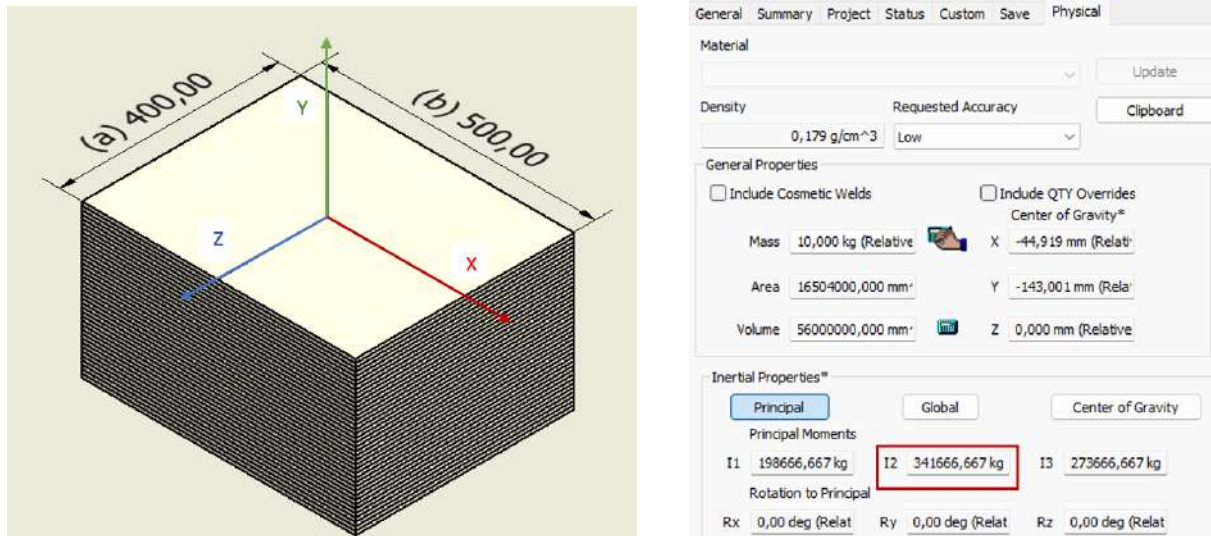 (a) 400,00
(b) 500,00
Y
Z
X
General Summary Project Status Custom Save Physical
Material
Update
Density Requested Accuracy
Clipboard
0,179 g/cm^3 Low
General Properties
Include Cosmetic Welds Include QTY Overrides
Center of Gravity*
Mass 10,000 kg (Relative X -44,919 mm (Relati
Area 16504000,000 mm Y -143,001 mm (Rela
Volume 56000000,000 mm Z 0,000 mm (Relative
Inertial Properties*
Principal Global Center of Gravity
Principal Moments
I1 198666,667 kg I2 341666,667 kg I3 273666,667 kg
Rotation to Principal
Rx 0,00 deg (Relat Ry 0,00 deg (Relat Rz 0,00 deg (Relat